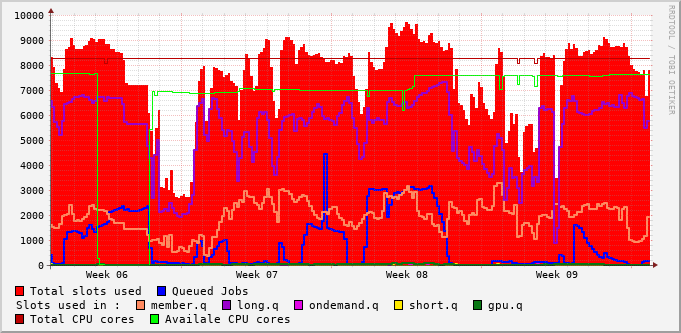 RRDTOOL / TOBI OETIKER
10000
9000
8000
7000
6000
5000
4000
3000
2000
1000
0
Week 06 Week 07 Week 08 Week 09
Total slots used Queued Jobs
Slots used in : member.q long.q ondemand.q short.q gpu.q
Total CPU cores Availale CPU cores